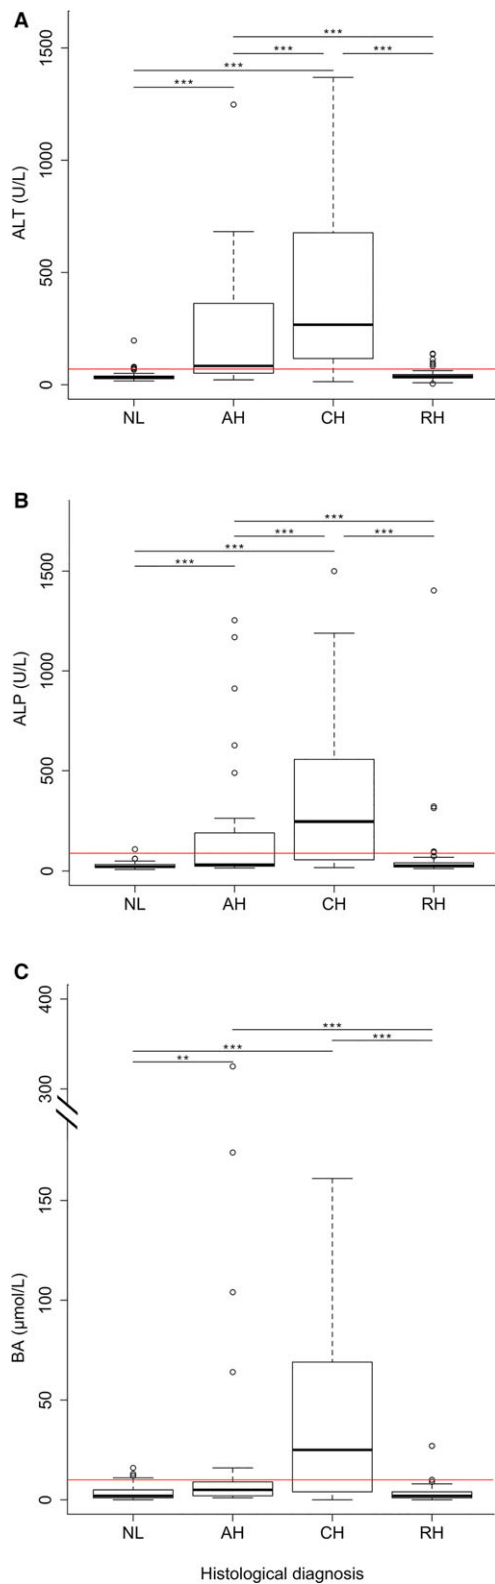 A
ALT (U/L)
1500
1000
500
0
***
***
***
***
***
NL AH CH RH
B
ALP (U/L)
1500
1000
500
0
***
***
***
***
***
NL AH CH RH
C
BA (µmol/L)
400
300
150
100
50
0
***
***
***
**
NL AH CH RH
Histological diagnosis